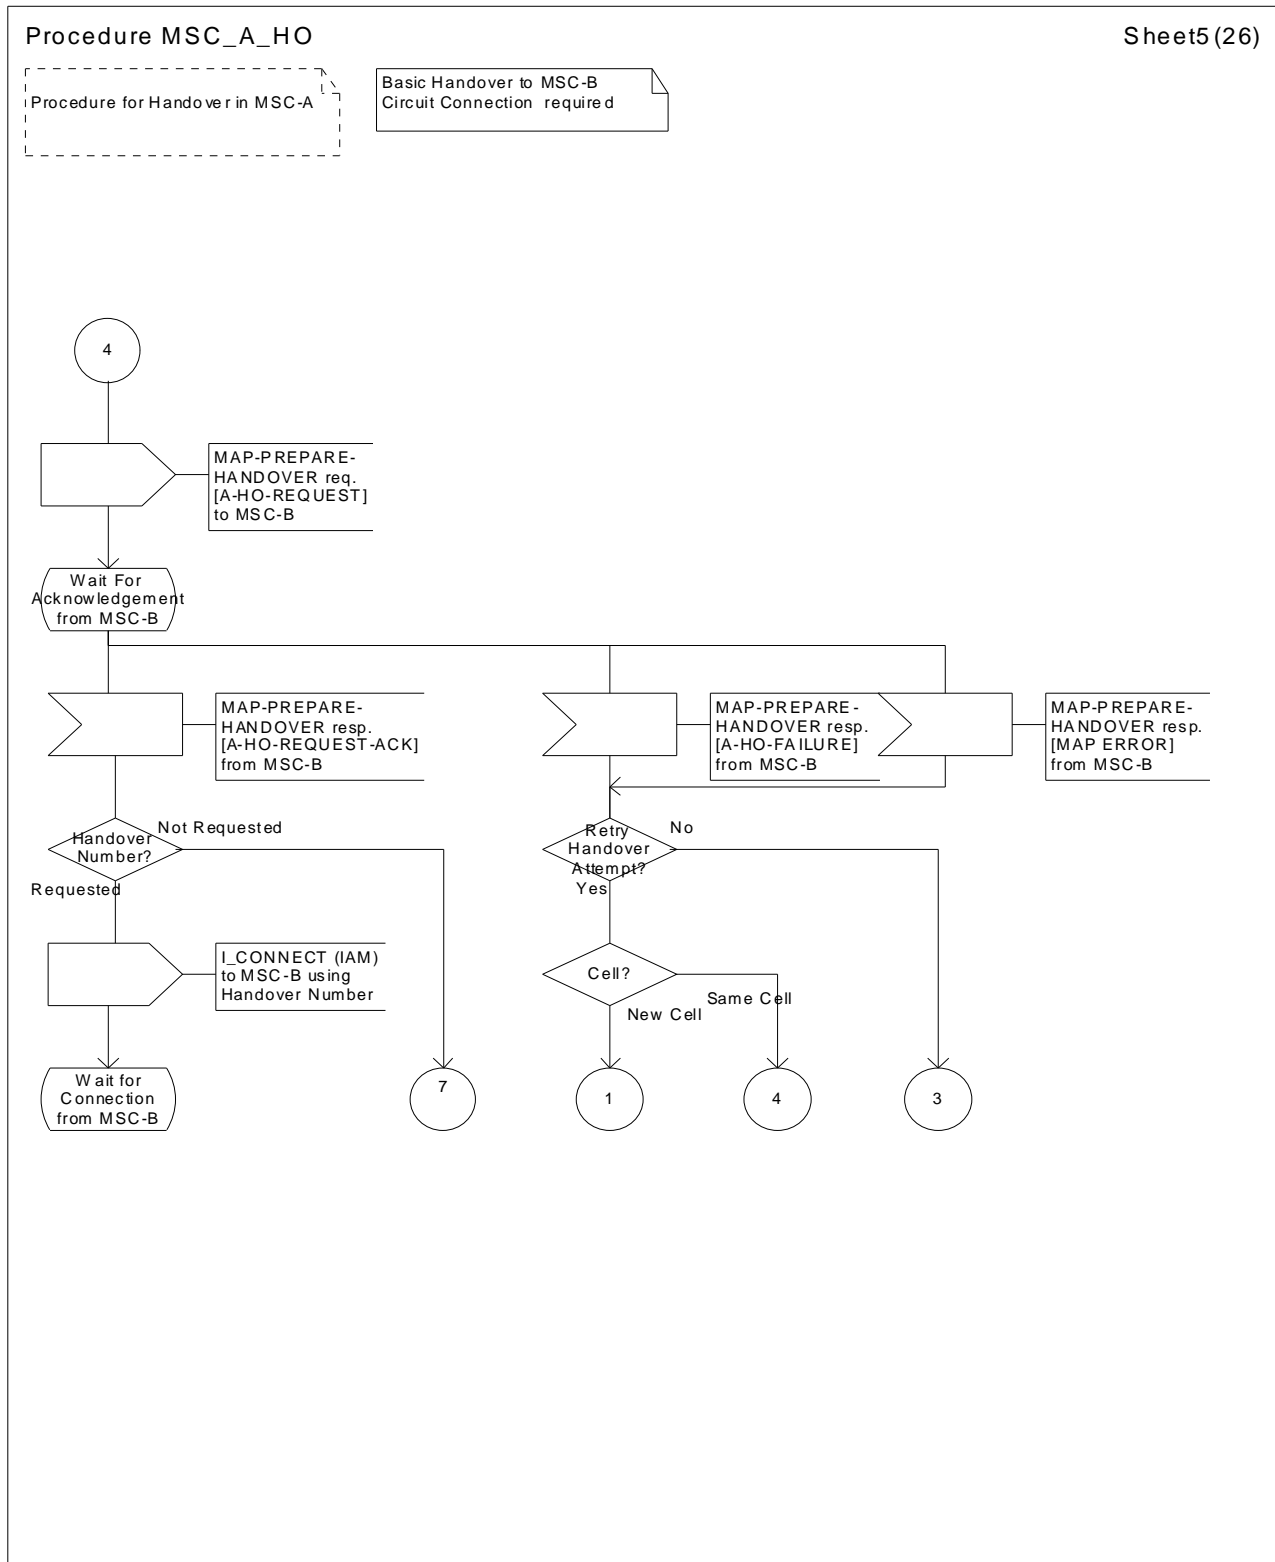 Procedure MSC_A_HO
Sheet5(26)
Procedure for Handover in MSC-A
Basic Handover to MSC-B
Circuit Connection required
4
MAP-PREPARE-
HANDOVER req.
[A-HO-REQUEST]
to MSC-B
Wait For
Acknowledgement
from MSC-B
MAP-PREPARE-
HANDOVER resp.
[A-HO-REQUEST-ACK]
from MSC-B
MAP-PREPARE-
HANDOVER resp.
[A-HO-FAILURE]
from MSC-B
MAP-PREPARE-
HANDOVER resp.
[MAP ERROR]
from MSC-B
Handover
Number?
Not Requested
Requested
Retry
Handover
Attempt?
No
Yes
I_CONNECT (IAM)
to MSC-B using
Handover Number
Cell?
Same Cell
New Cell
Wait for
Connection
from MSC-B
7
1
4
3